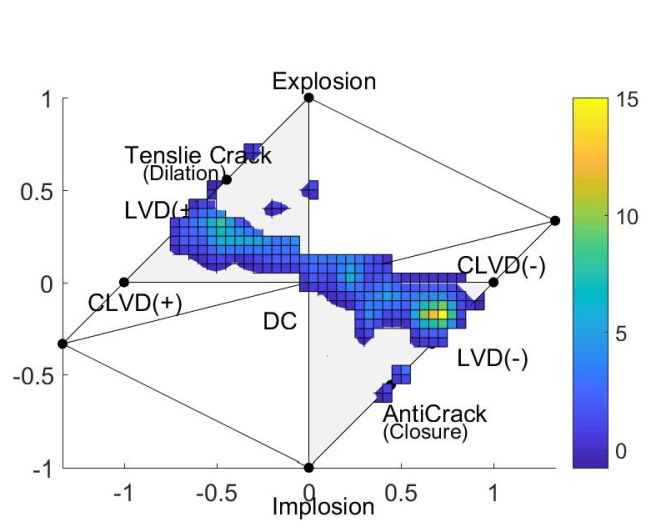 Explosion
1
15
Tenslie Crack
(Dilation)
0.5
LVD(+
10
CLVD(-)
0
CLVD(+)
DC
5
LVD(-)
-0.5
AntiCrack
(Closure)
0
-1
-1
-0.5
0
0.5
1
Implosion